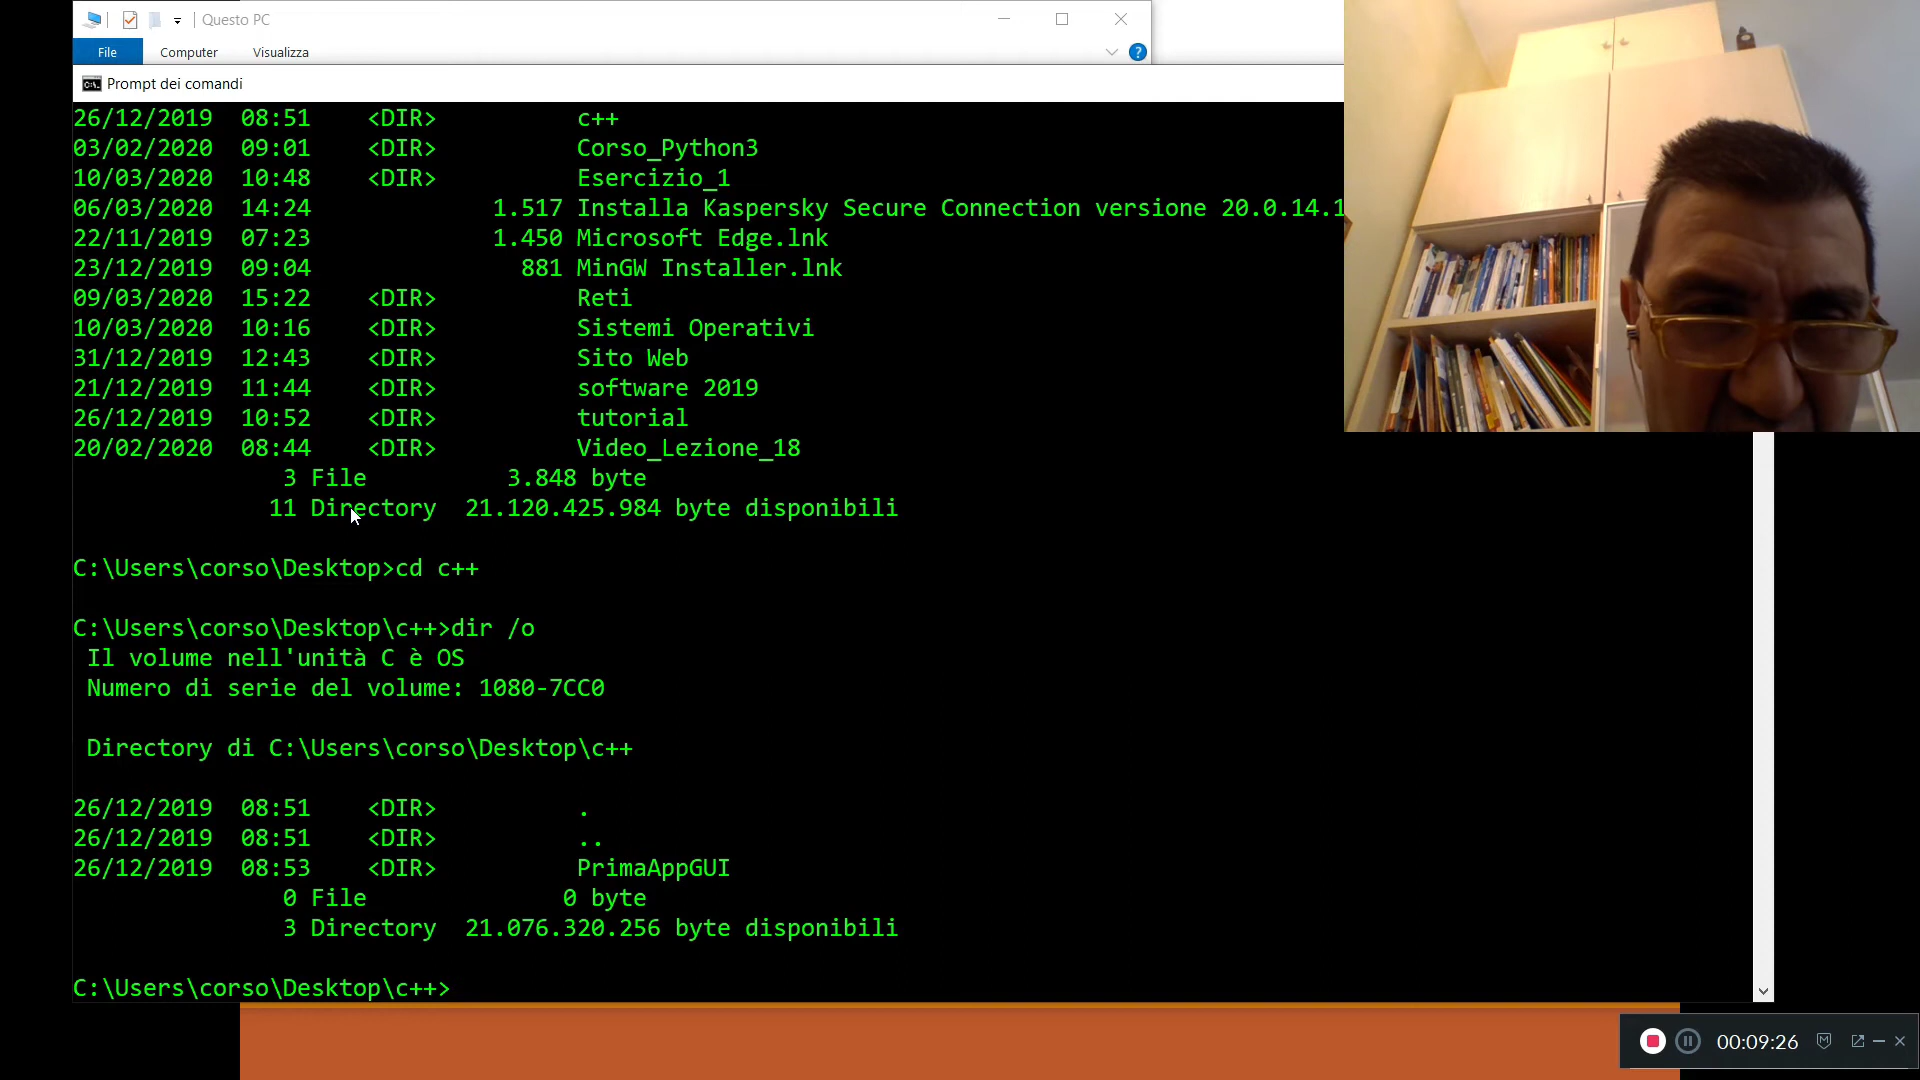 Questo PC
File Computer Visualizza
Prompt dei comandi
26/12/2019 08:51 <DIR> c++
03/02/2020 09:01 <DIR> Corso_Python3
10/03/2020 10:48 <DIR> Esercizio_1
06/03/2020 14:24 1.517 Installa Kaspersky Secure Connection versione 20.0.14.1
22/11/2019 07:23 1.450 Microsoft Edge.lnk
23/12/2019 09:04 881 MinGW Installer.lnk
09/03/2020 15:22 <DIR> Reti
10/03/2020 10:16 <DIR> Sistemi Operativi
31/12/2019 12:43 <DIR> Sito Web
21/12/2019 11:44 <DIR> software 2019
26/12/2019 10:52 <DIR> tutorial
20/02/2020 08:44 <DIR> Video_Lezione_18
3 File 3.848 byte
11 Directory 21.120.425.984 byte disponibili
C:\Users\corso\Desktop>cd c++
C:\Users\corso\Desktop\c++>dir /o
Il volume nell'unità C è OS
Numero di serie del volume: 1080-7CC0
Directory di C:\Users\corso\Desktop\c++
26/12/2019 08:51 <DIR> .
26/12/2019 08:51 <DIR> ..
26/12/2019 08:53 <DIR> PrimaAppGUI
0 File 0 byte
3 Directory 21.076.320.256 byte disponibili
C:\Users\corso\Desktop\c++>
00:09:26